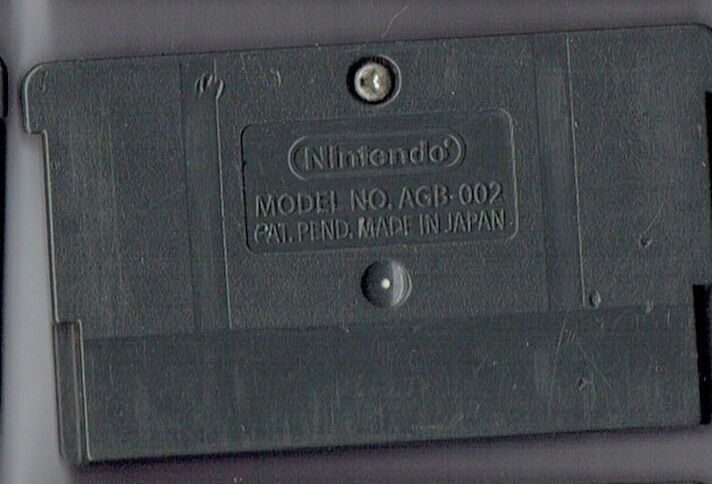 Nintendo®
MODEL NO. AGB-002
PAT. PEND. MADE IN JAPAN